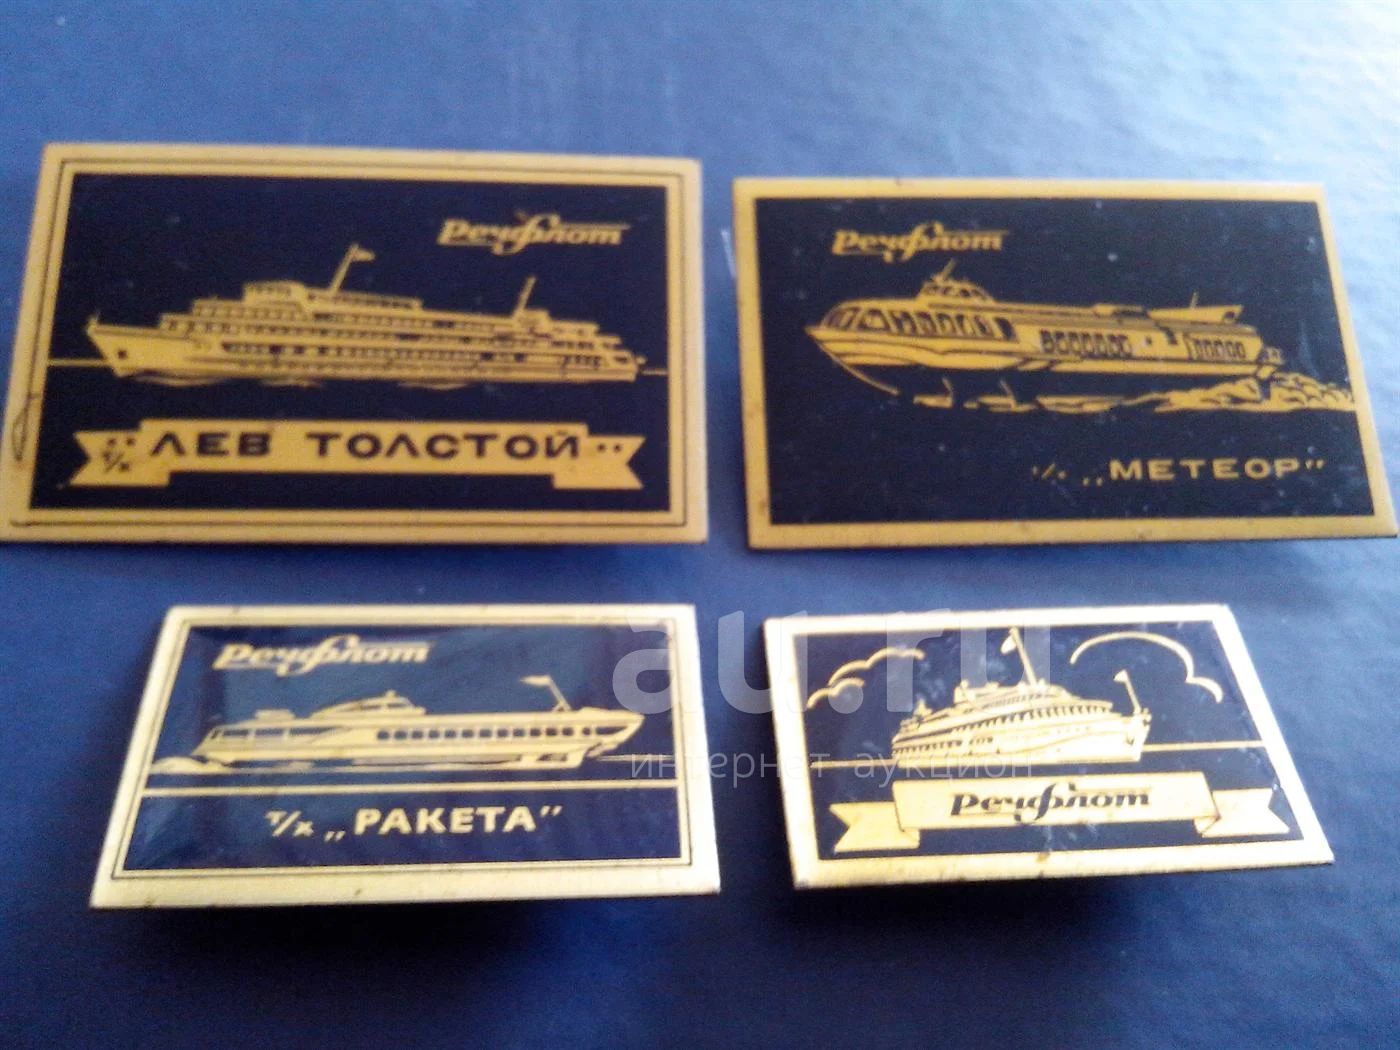 Речфлот
т/х
"ЛЕВ ТОЛСТОЙ"
Речфлот
т/х „МЕТЕОР"
Речфлот
т/х „РАКЕТА"
Речфлот
au.ru
интернет аукцион